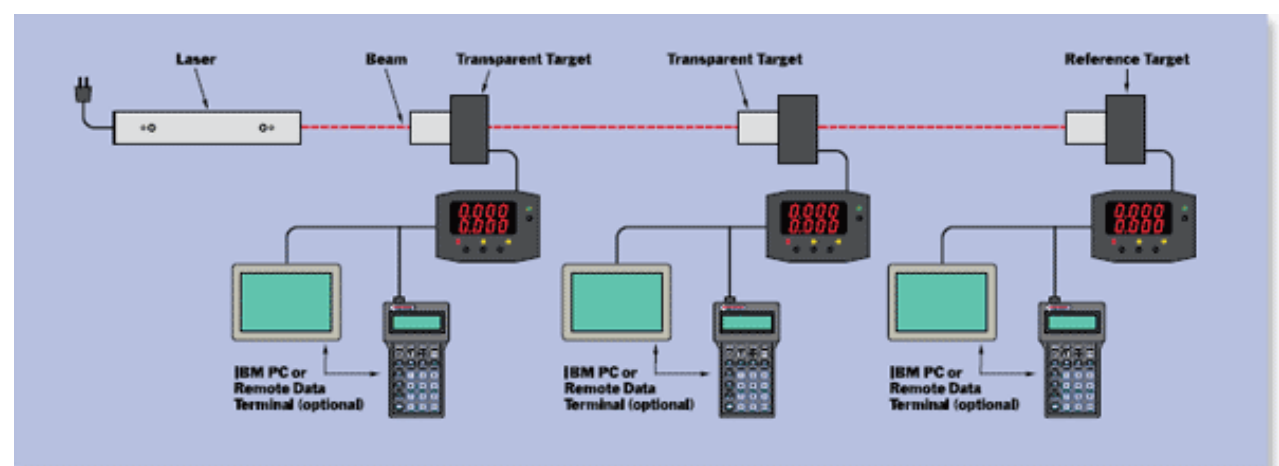 Laser
Beam
Transparent Target
Transparent Target
Reference Target
0.000
0.000
0.000
0.000
0.000
0.000
IBM PC or
Remote Data
Terminal (optional)
IBM PC or
Remote Data
Terminal (optional)
IBM PC or
Remote Data
Terminal (optional)